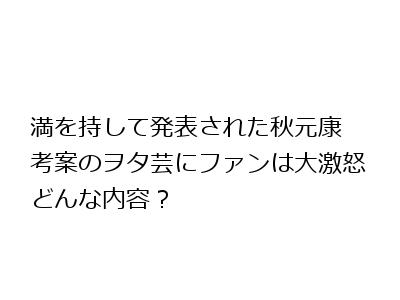 満を持して発表された秋元康
考案のヲタ芸にファンは大激怒
どんな内容？